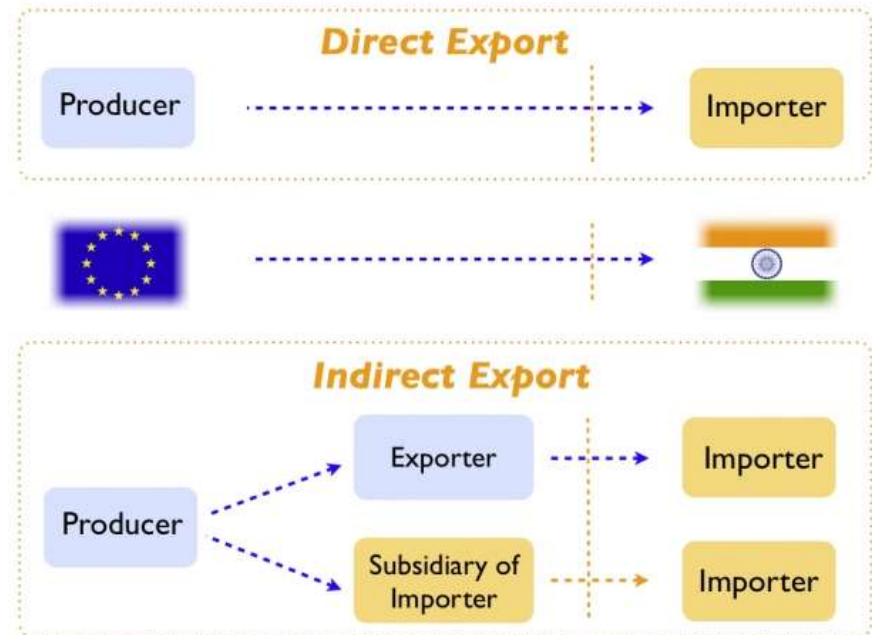 Direct Export
Producer
Importer
Indirect Export
Exporter
Importer
Producer
Subsidiary of
Importer
Importer